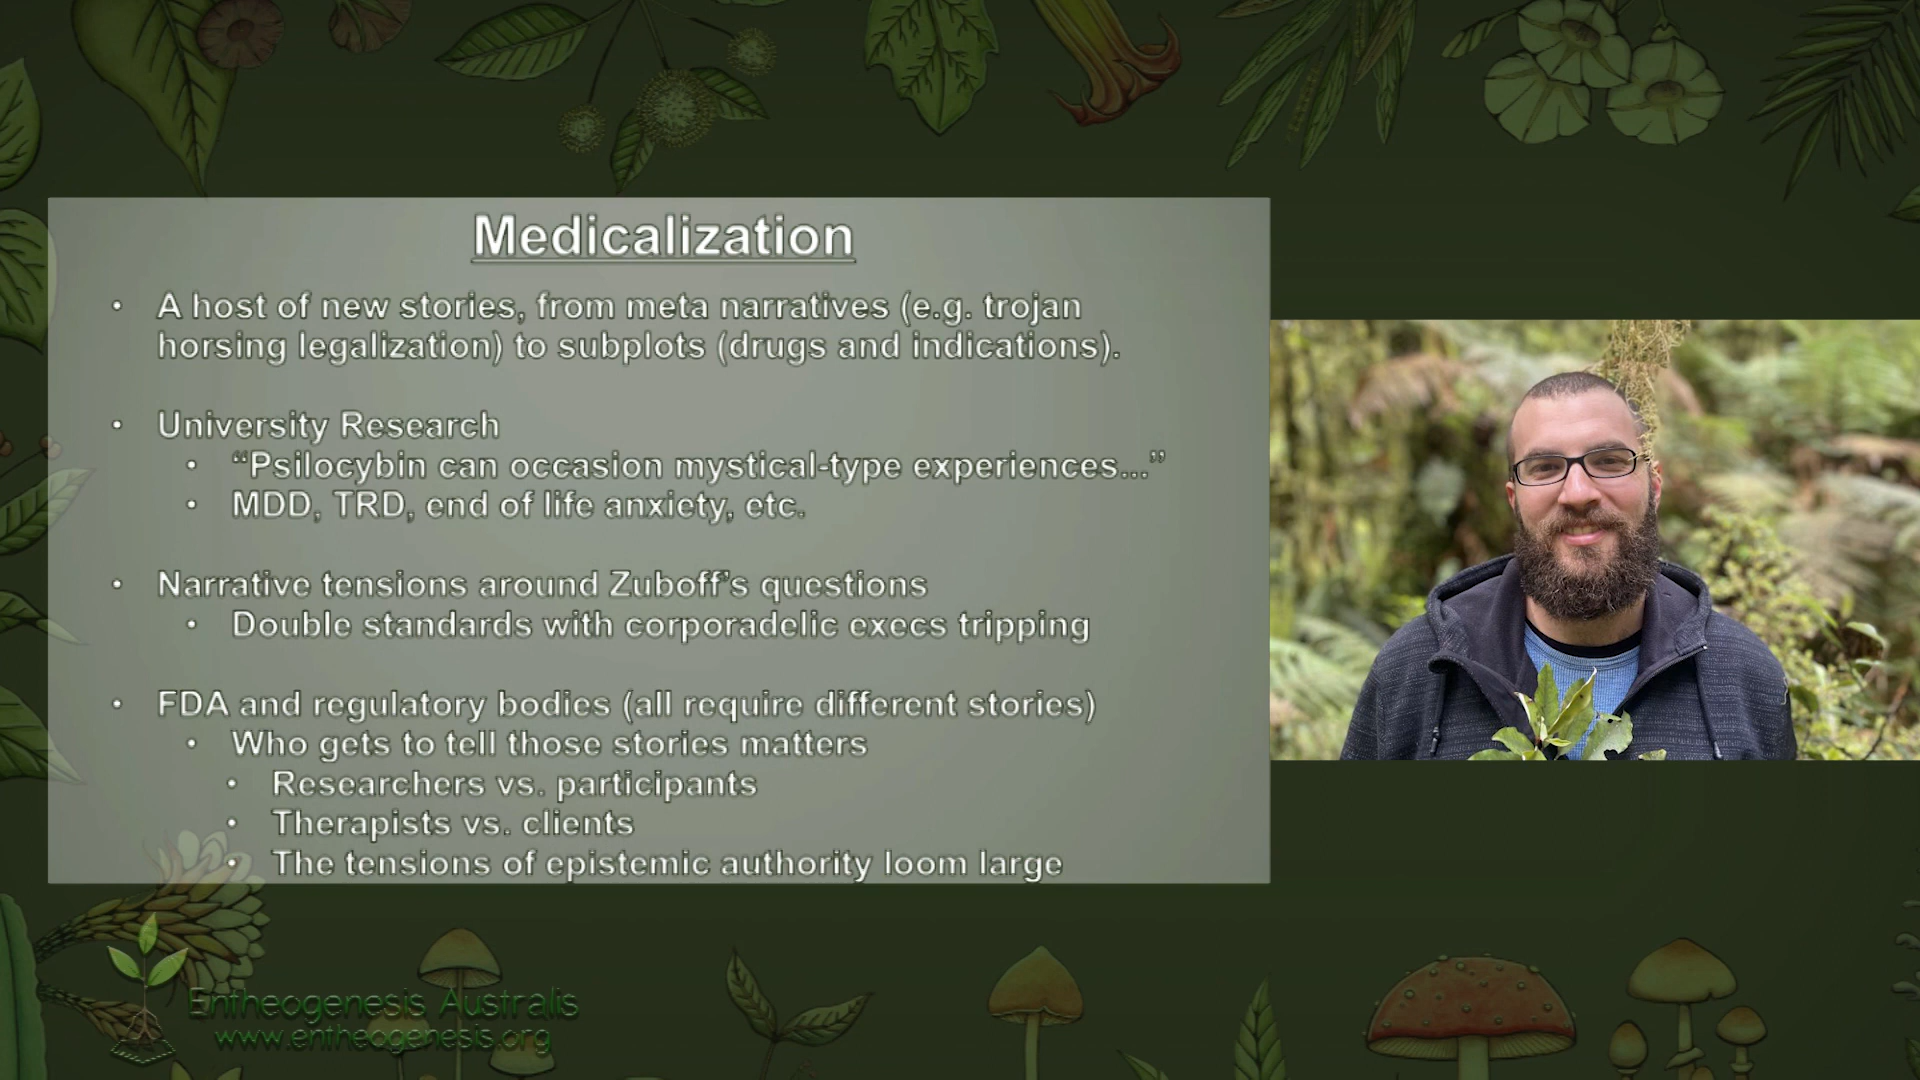 Medicalization
• A host of new stories, from meta narratives (e.g. trojan
horsing legalization) to subplots (drugs and indications).
• University Research
• “Psilocybin can occasion mystical-type experiences...”
• MDD, TRD, end of life anxiety, etc.
• Narrative tensions around Zuboff’s questions
• Double standards with corporadelic execs tripping
• FDA and regulatory bodies (all require different stories)
• Who gets to tell those stories matters
• Researchers vs. participants
• Therapists vs. clients
• The tensions of epistemic authority loom large
Entheogenesis Australis
www.entheogenesis.org